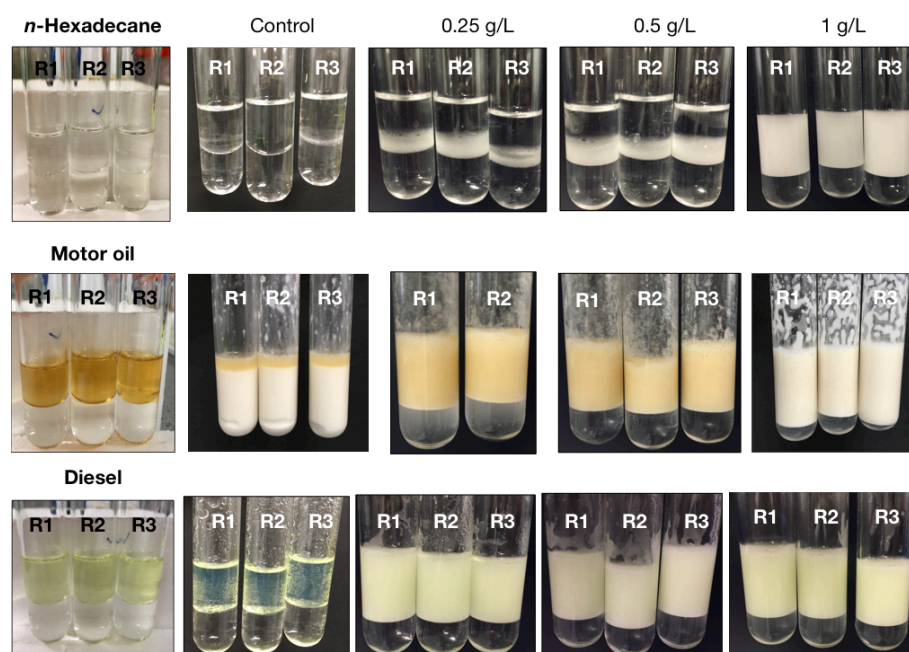 n-Hexadecane Control 0.25 g/L 0.5 g/L 1 g/L
R1 R2 R3 R1 R2 R3 R1 R2 R3 R1 R2 R3 R1 R2 R3
Motor oil
R1 R2 R3 R1 R2 R3 R1 R2 R1 R2 R3 R1 R2 R3
Diesel
R1 R2 R3 R1 R2 R3 R1 R2 R3 R1 R2 R3 R1 R2 R3